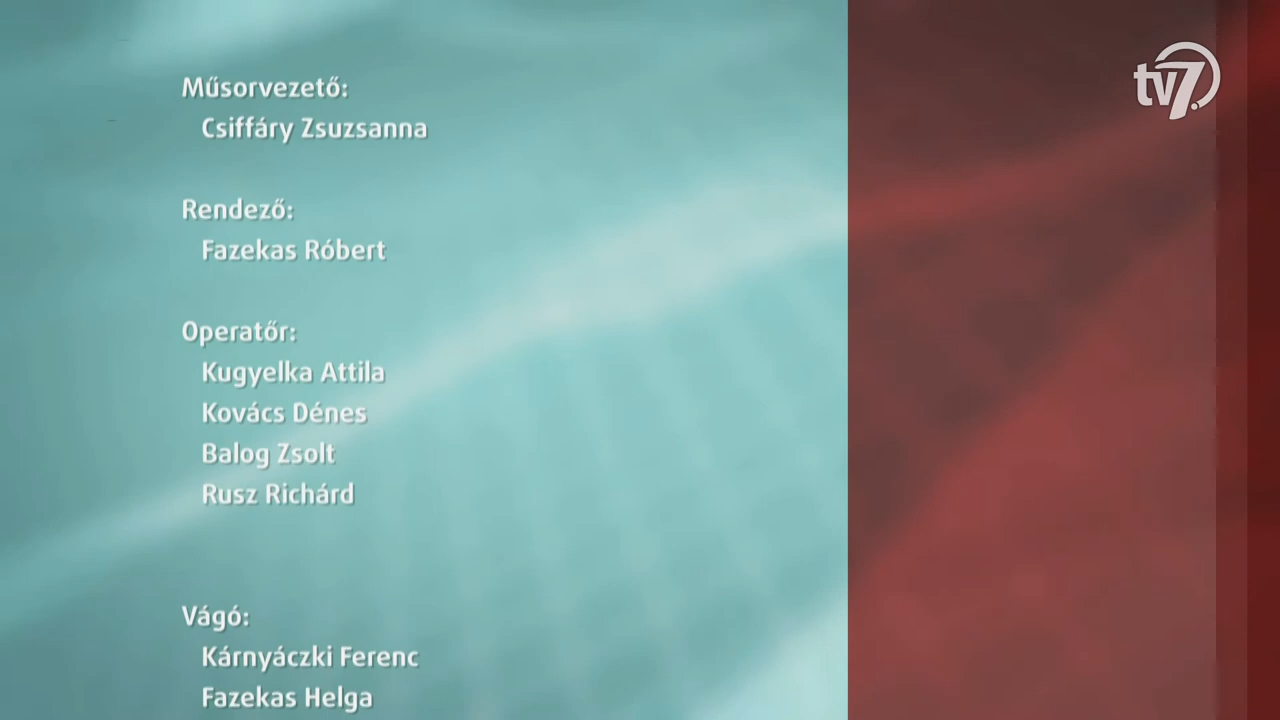 tv7.
Műsorvezető:
Csiffáry Zsuzsanna
Rendező:
Fazekas Róbert
Operatőr:
Kugyelka Attila
Kovács Dénes
Balog Zsolt
Rusz Richárd
Vágó:
Kárnyáczki Ferenc
Fazekas Helga